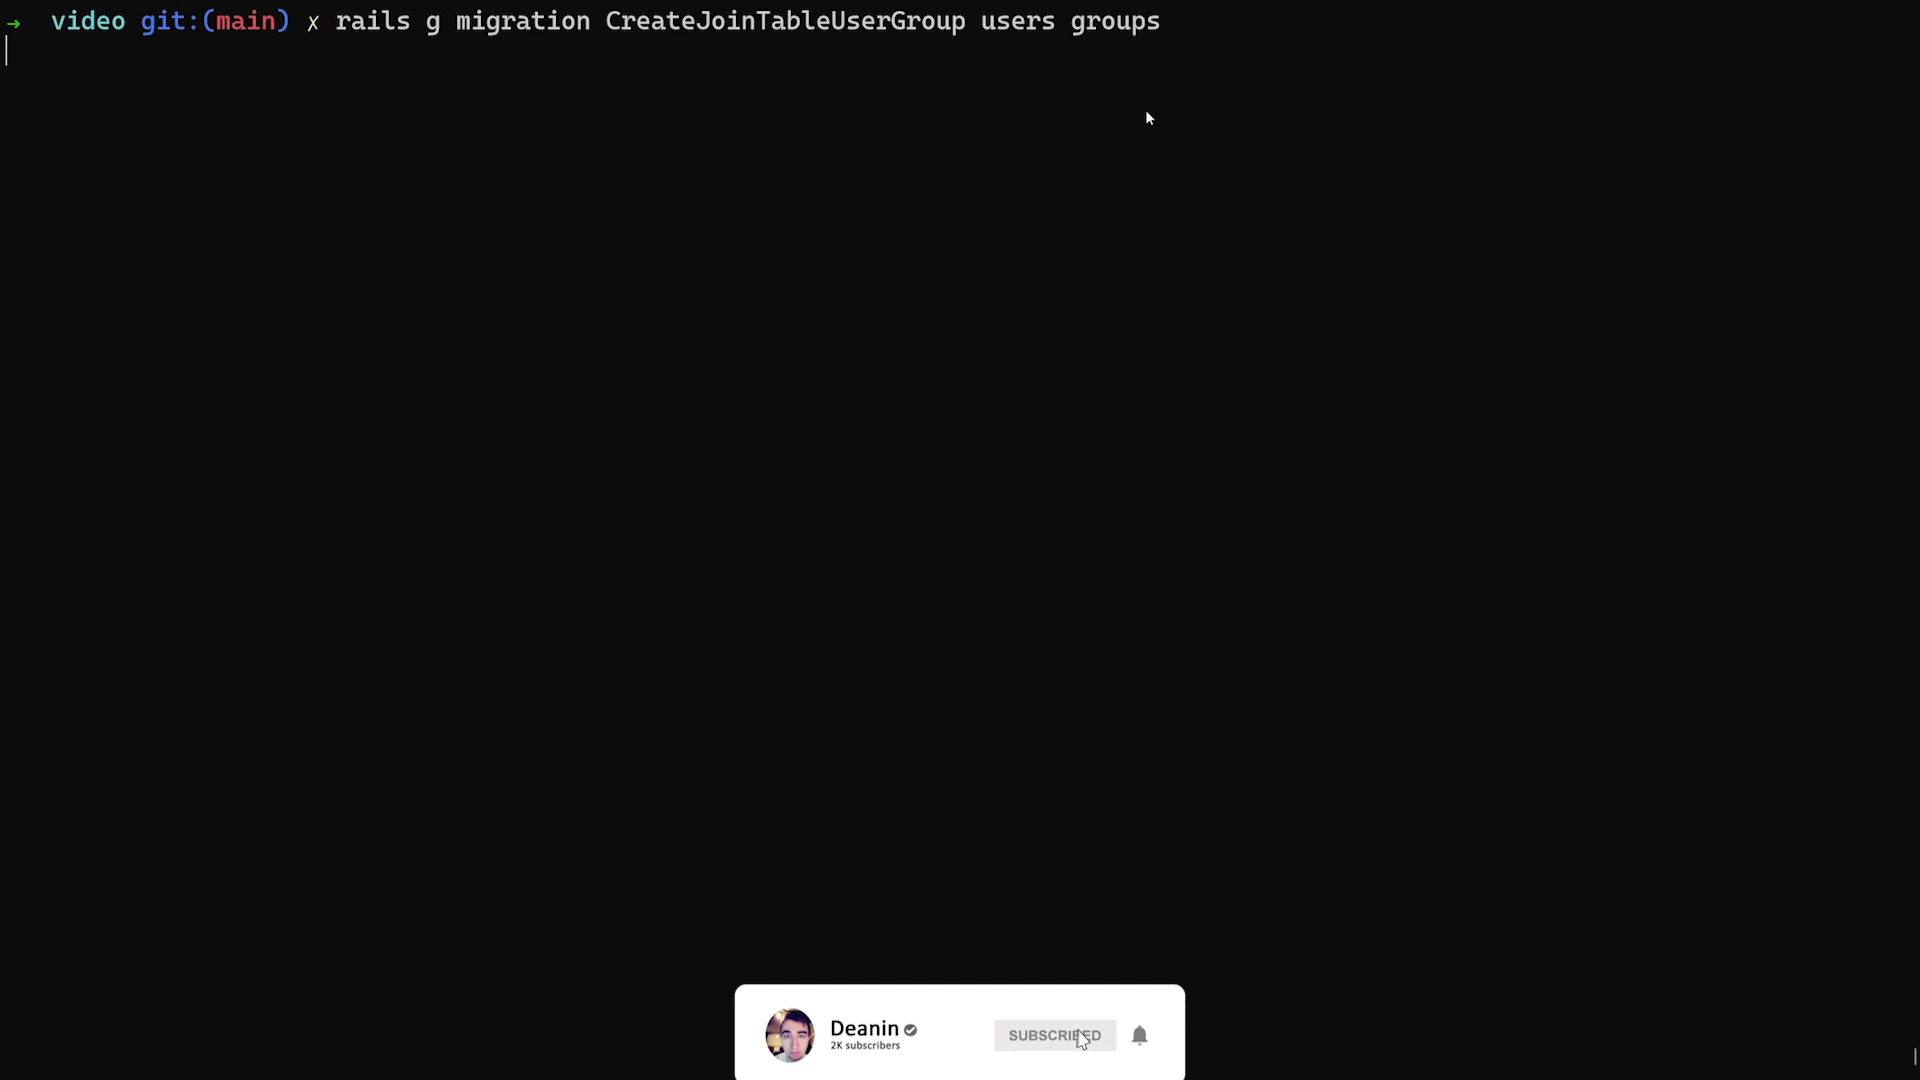 → video git:(main) ✗ rails g migration CreateJoinTableUserGroup users groups
Deanin
2K subscribers
SUBSCRIBED